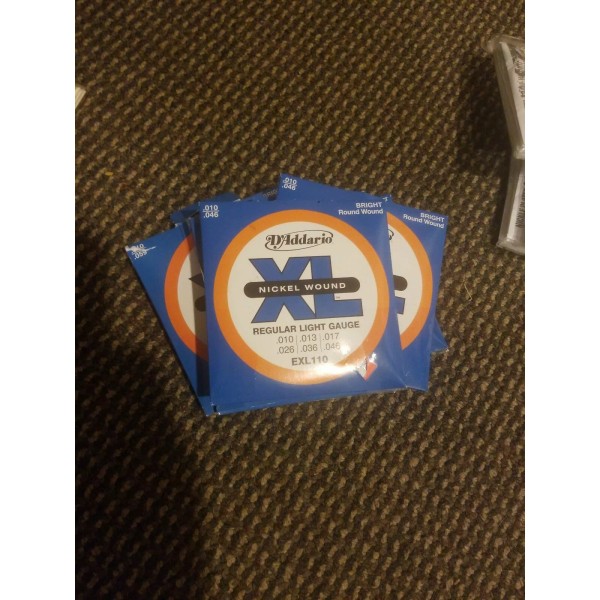 .010
.046
BRIGHT
Round Wound
D'Addario
XL
NICKEL WOUND
REGULAR LIGHT GAUGE
.010 .013 .017
.026 .036 .046
EXL110
.010
.046
BRIGHT
Round Wound